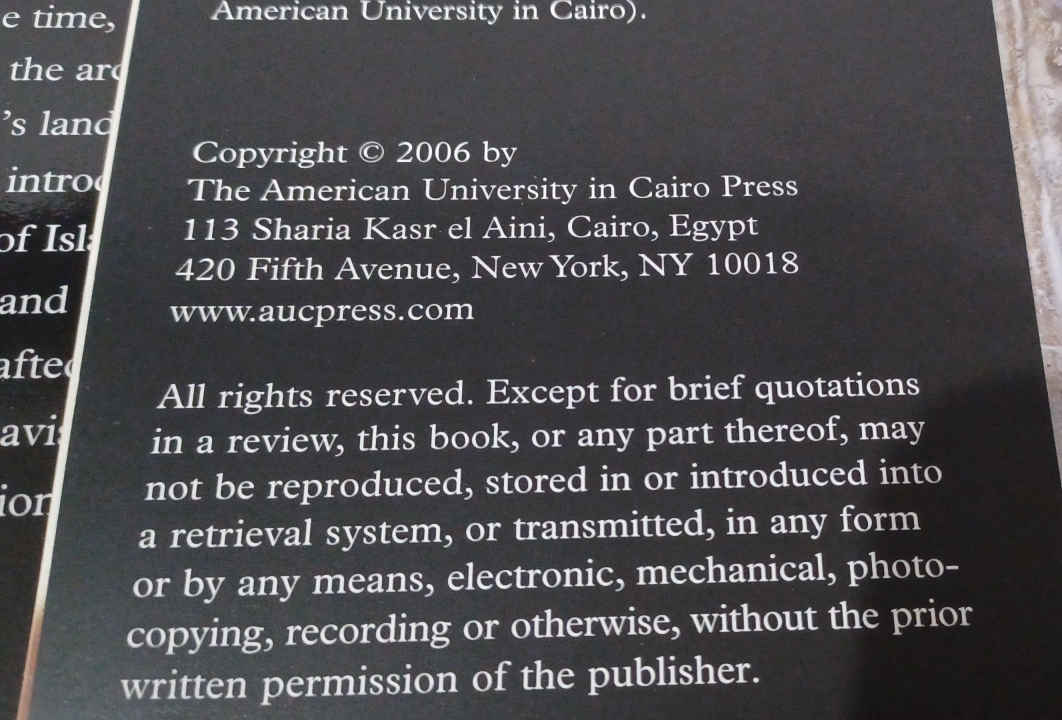 American University in Cairo).
Copyright © 2006 by
The American University in Cairo Press
113 Sharia Kasr el Aini, Cairo, Egypt
420 Fifth Avenue, New York, NY 10018
www.aucpress.com
All rights reserved. Except for brief quotations
in a review, this book, or any part thereof, may
not be reproduced, stored in or introduced into
a retrieval system, or transmitted, in any form
or by any means, electronic, mechanical, photo-
copying, recording or otherwise, without the prior
written permission of the publisher.
e time,
the
's land
of
and